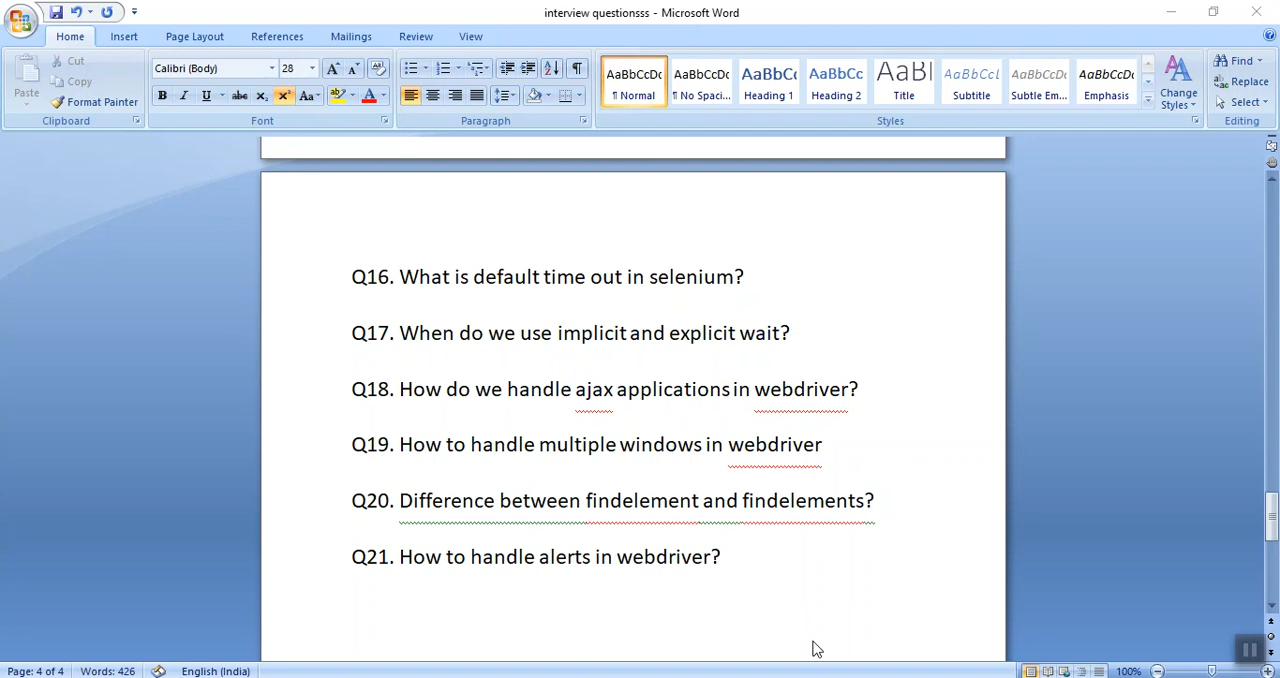 interview questionsss - Microsoft Word
Home Insert Page Layout References Mailings Review View
Cut
Copy
Paste
Format Painter
Clipboard
Calibri (Body) 28
Font
Paragraph
AaBbCcDc AaBbCcDc AaBbCc AaBbCc AaBl AaBbCcL AaBbCcDc AaBbCcDc
¶ Normal ¶ No Spaci... Heading 1 Heading 2 Title Subtitle Subtle Em... Emphasis
Change Styles
Styles
Find
Replace
Select
Editing
Q16. What is default time out in selenium?
Q17. When do we use implicit and explicit wait?
Q18. How do we handle ajax applications in webdriver?
Q19. How to handle multiple windows in webdriver
Q20. Difference between findelement and findelements?
Q21. How to handle alerts in webdriver?
Page: 4 of 4 Words: 426 English (India) 100%